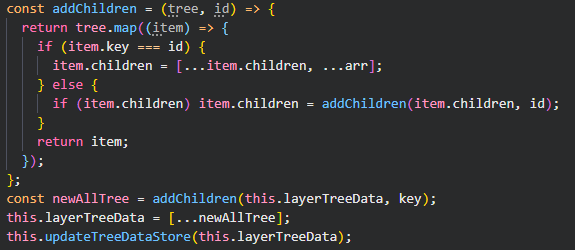 const addChildren = (tree, id) => {
  return tree.map((item) => {
    if (item.key === id) {
      item.children = [...item.children, ...arr];
    } else {
      if (item.children) item.children = addChildren(item.children, id);
    }
    return item;
  });
};
const newAllTree = addChildren(this.layerTreeData, key);
this.layerTreeData = [...newAllTree];
this.updateTreeDataStore(this.layerTreeData);